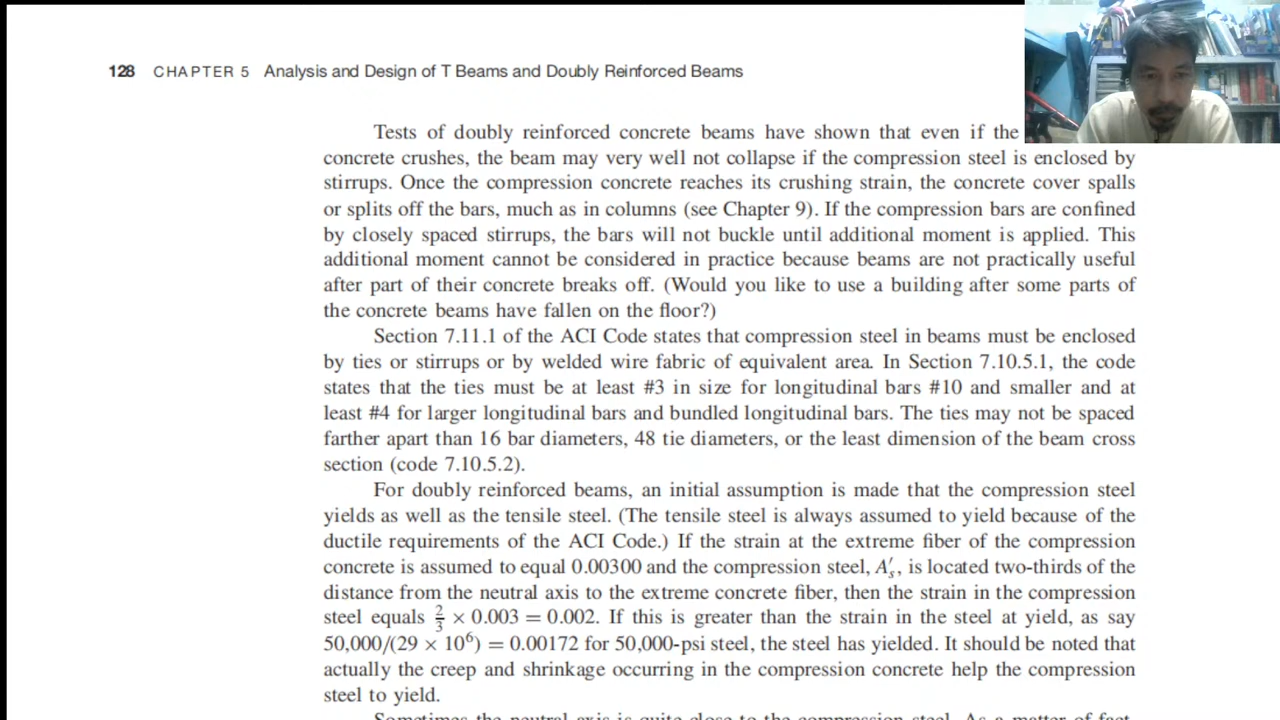 128 CHAPTER 5 Analysis and Design of T Beams and Doubly Reinforced Beams
Tests of doubly reinforced concrete beams have shown that even if the
concrete crushes, the beam may very well not collapse if the compression steel is enclosed by
stirrups. Once the compression concrete reaches its crushing strain, the concrete cover spalls
or splits off the bars, much as in columns (see Chapter 9). If the compression bars are confined
by closely spaced stirrups, the bars will not buckle until additional moment is applied. This
additional moment cannot be considered in practice because beams are not practically useful
after part of their concrete breaks off. (Would you like to use a building after some parts of
the concrete beams have fallen on the floor?)
Section 7.11.1 of the ACI Code states that compression steel in beams must be enclosed
by ties or stirrups or by welded wire fabric of equivalent area. In Section 7.10.5.1, the code
states that the ties must be at least #3 in size for longitudinal bars #10 and smaller and at
least #4 for larger longitudinal bars and bundled longitudinal bars. The ties may not be spaced
farther apart than 16 bar diameters, 48 tie diameters, or the least dimension of the beam cross
section (code 7.10.5.2).
For doubly reinforced beams, an initial assumption is made that the compression steel
yields as well as the tensile steel. (The tensile steel is always assumed to yield because of the
ductile requirements of the ACI Code.) If the strain at the extreme fiber of the compression
concrete is assumed to equal 0.00300 and the compression steel, A′s, is located two-thirds of the
distance from the neutral axis to the extreme concrete fiber, then the strain in the compression
steel equals 2/3 × 0.003 = 0.002. If this is greater than the strain in the steel at yield, as say
50,000/(29 × 10⁶) = 0.00172 for 50,000-psi steel, the steel has yielded. It should be noted that
actually the creep and shrinkage occurring in the compression concrete help the compression
steel to yield.
Sometimes the neutral axis is quite close to the compression steel. As a matter of fact,